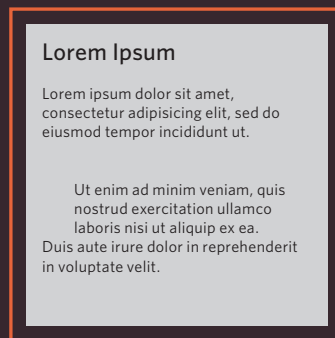 Lorem Ipsum
Lorem ipsum dolor sit amet,
consectetur adipisicing elit, sed do
eiusmod tempor incididunt ut.
Ut enim ad minim veniam, quis
nostrud exercitation ullamco
laboris nisi ut aliquip ex ea.
Duis aute irure dolor in reprehenderit
in voluptate velit.